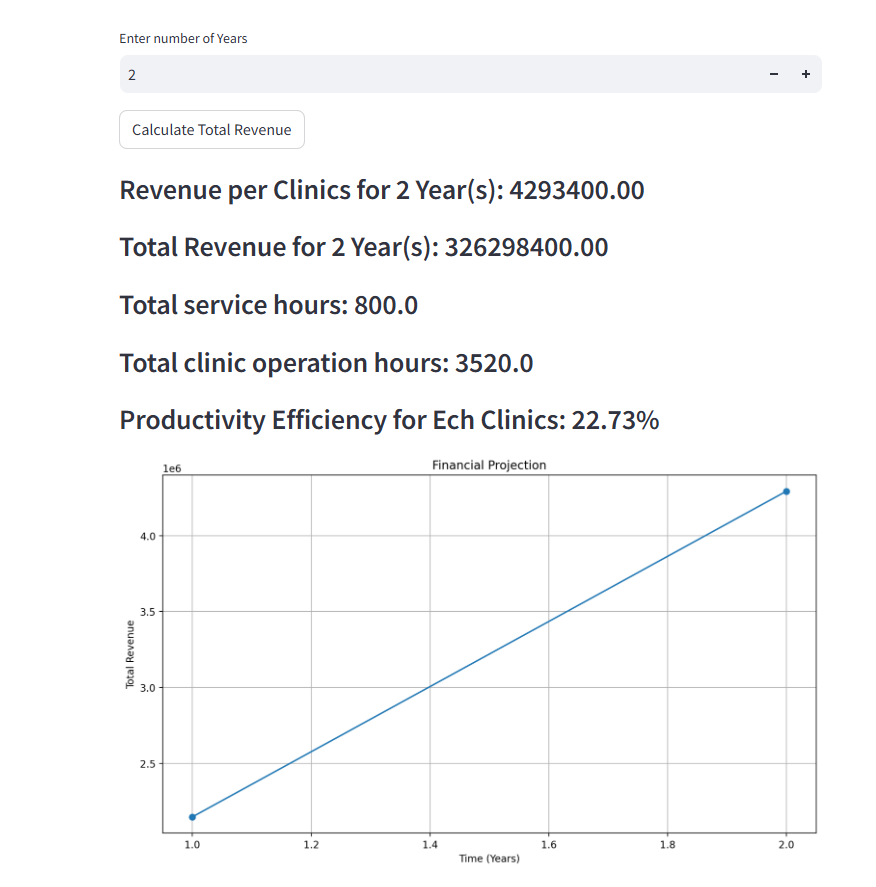 Enter number of Years
2
Calculate Total Revenue
Revenue per Clinics for 2 Year(s): 4293400.00
Total Revenue for 2 Year(s): 326298400.00
Total service hours: 800.0
Total clinic operation hours: 3520.0
Productivity Efficiency for Ech Clinics: 22.73%
Financial Projection
1e6
4.0
3.5
3.0
2.5
Total Revenue
1.0 1.2 1.4 1.6 1.8 2.0
Time (Years)